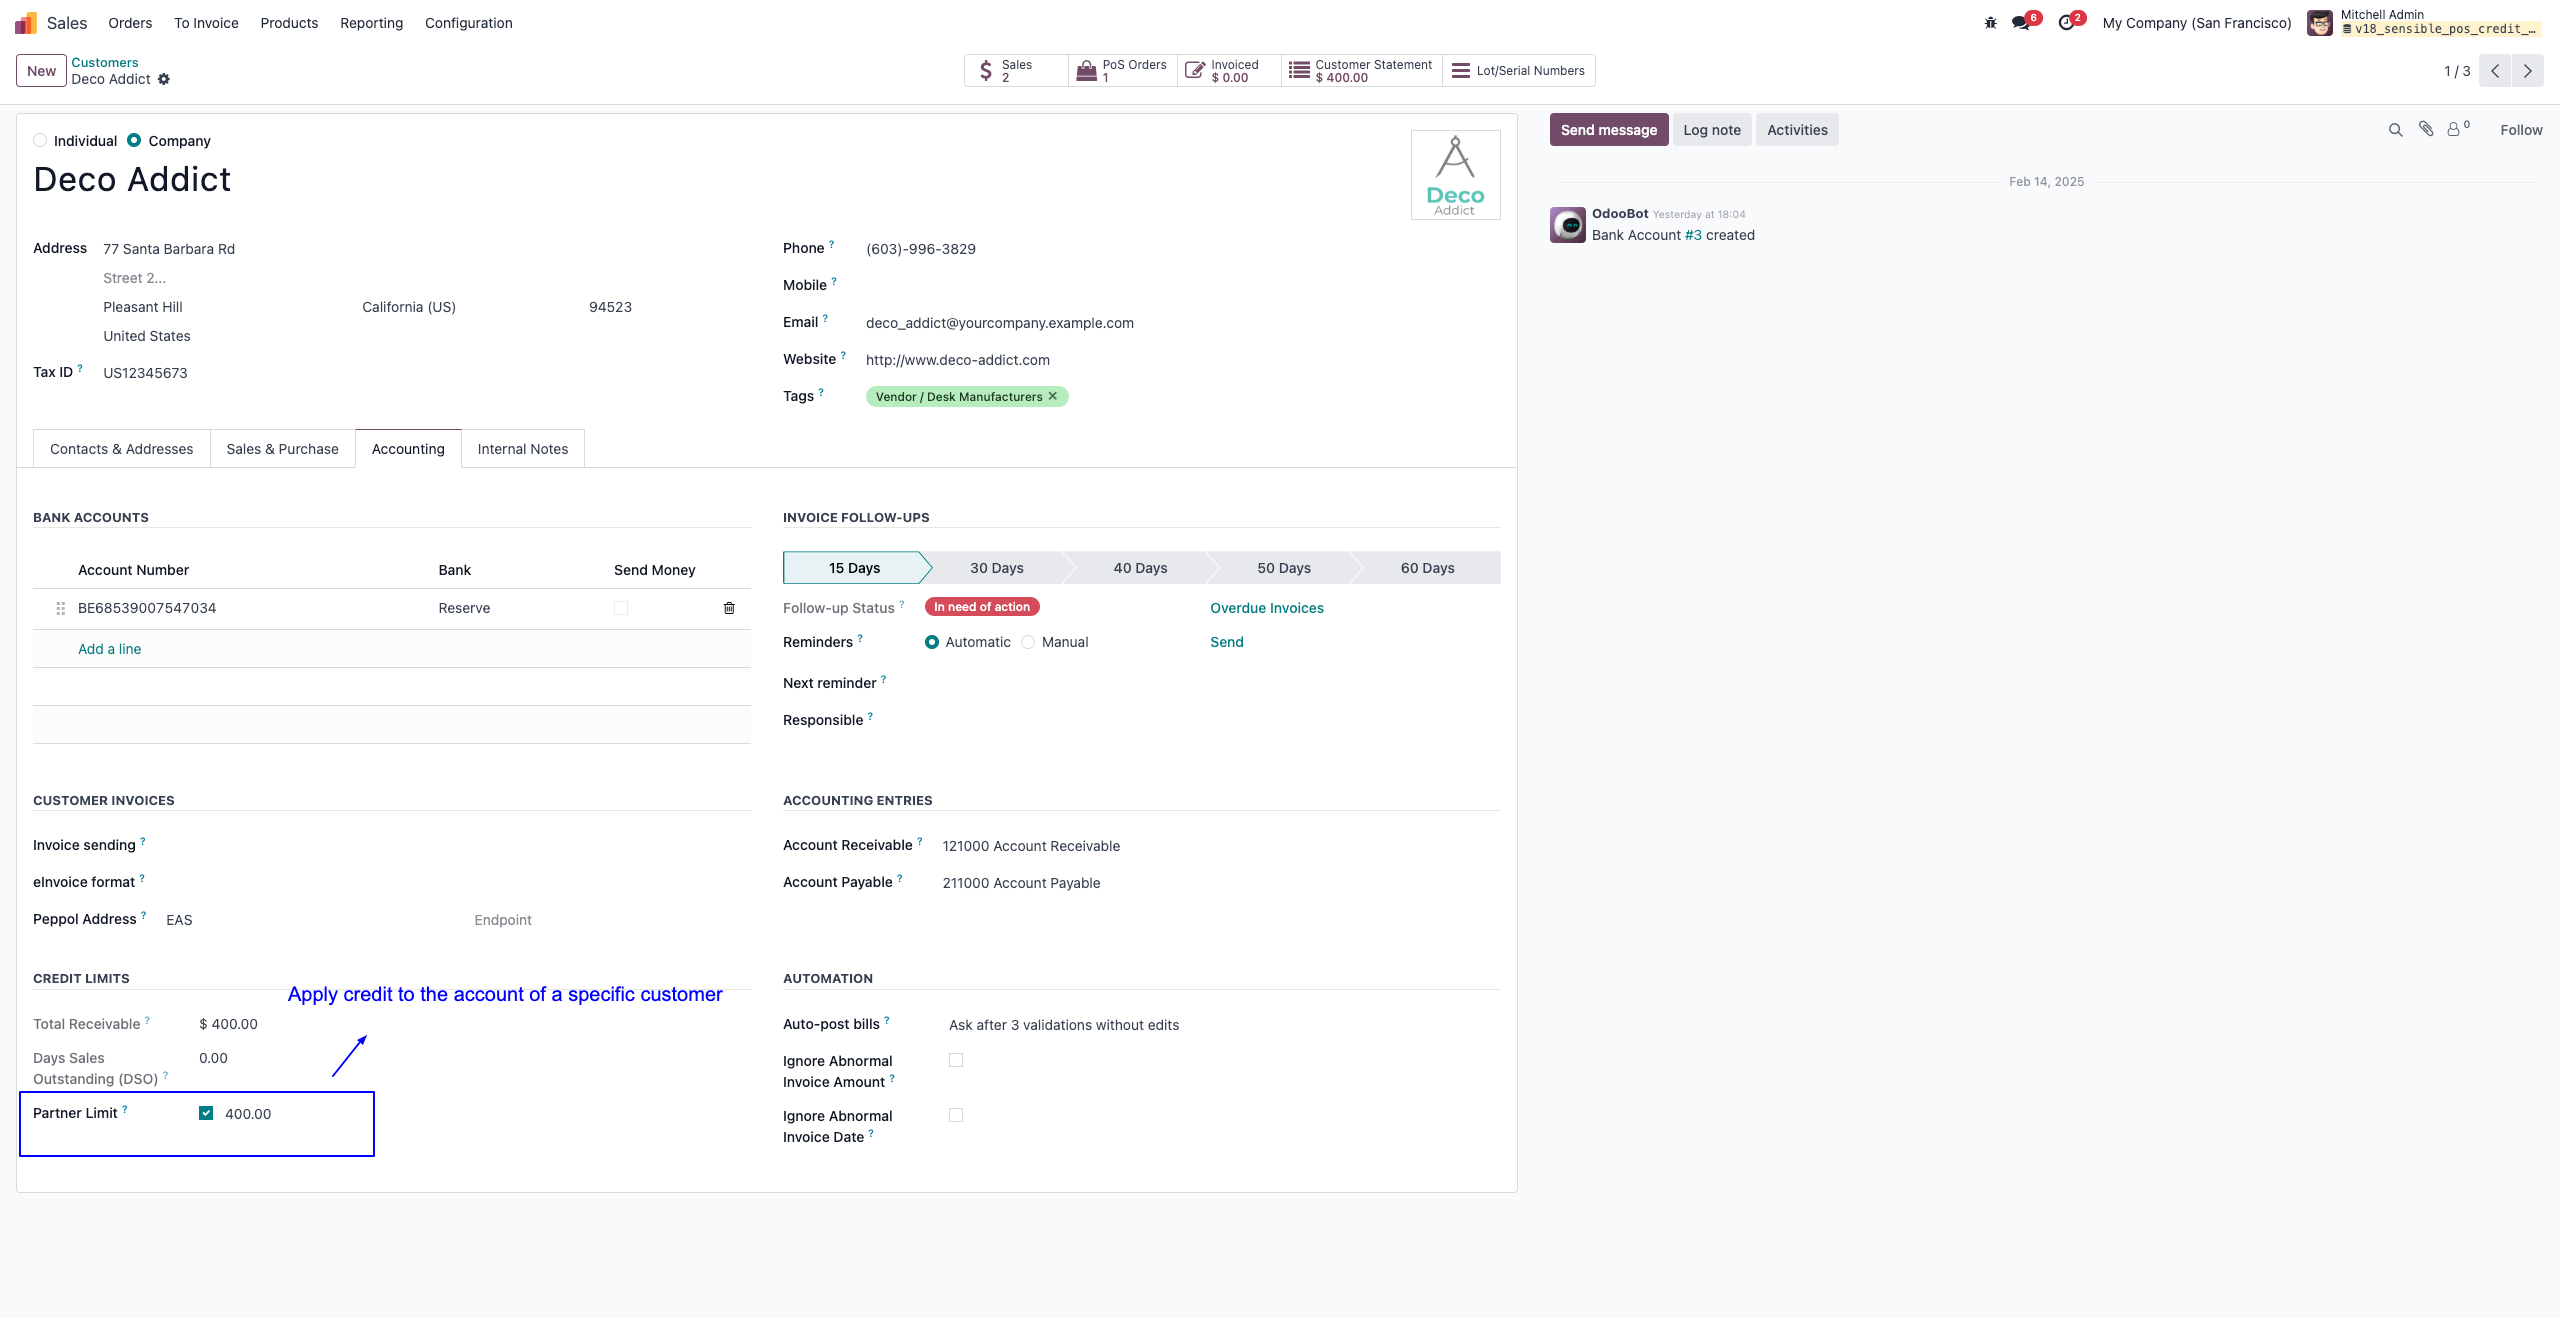 Sales Orders To Invoice Products Reporting Configuration 6 2 My Company (San Francisco) Mitchell Admin
v18_sensible_pos_credit_…
New Customers
Deco Addict
Sales
2
PoS Orders
1
Invoiced
$ 0.00
Customer Statement
$ 400.00
Lot/Serial Numbers
1 / 3
Individual Company
Deco Addict
Deco
Addict
Address 77 Santa Barbara Rd
Street 2...
Pleasant Hill California (US) 94523
United States
Tax ID ? US12345673
Phone ? (603)-996-3829
Mobile ?
Email ? deco_addict@yourcompany.example.com
Website ? http://www.deco-addict.com
Tags ? Vendor / Desk Manufacturers ×
Contacts & Addresses Sales & Purchase Accounting Internal Notes
BANK ACCOUNTS
Account Number Bank Send Money
BE68539007547034 Reserve
Add a line
INVOICE FOLLOW-UPS
15 Days 30 Days 40 Days 50 Days 60 Days
Follow-up Status ? In need of action Overdue Invoices
Reminders ? Automatic Manual Send
Next reminder ?
Responsible ?
CUSTOMER INVOICES
Invoice sending ?
eInvoice format ?
Peppol Address ? EAS Endpoint
ACCOUNTING ENTRIES
Account Receivable ? 121000 Account Receivable
Account Payable ? 211000 Account Payable
CREDIT LIMITS
Apply credit to the account of a specific customer
Total Receivable ? $ 400.00
Days Sales 0.00
Outstanding (DSO) ?
Partner Limit ? 400.00
AUTOMATION
Auto-post bills ? Ask after 3 validations without edits
Ignore Abnormal
Invoice Amount ?
Ignore Abnormal
Invoice Date ?
Send message Log note Activities 0 Follow
Feb 14, 2025
OdooBot Yesterday at 18:04
Bank Account #3 created